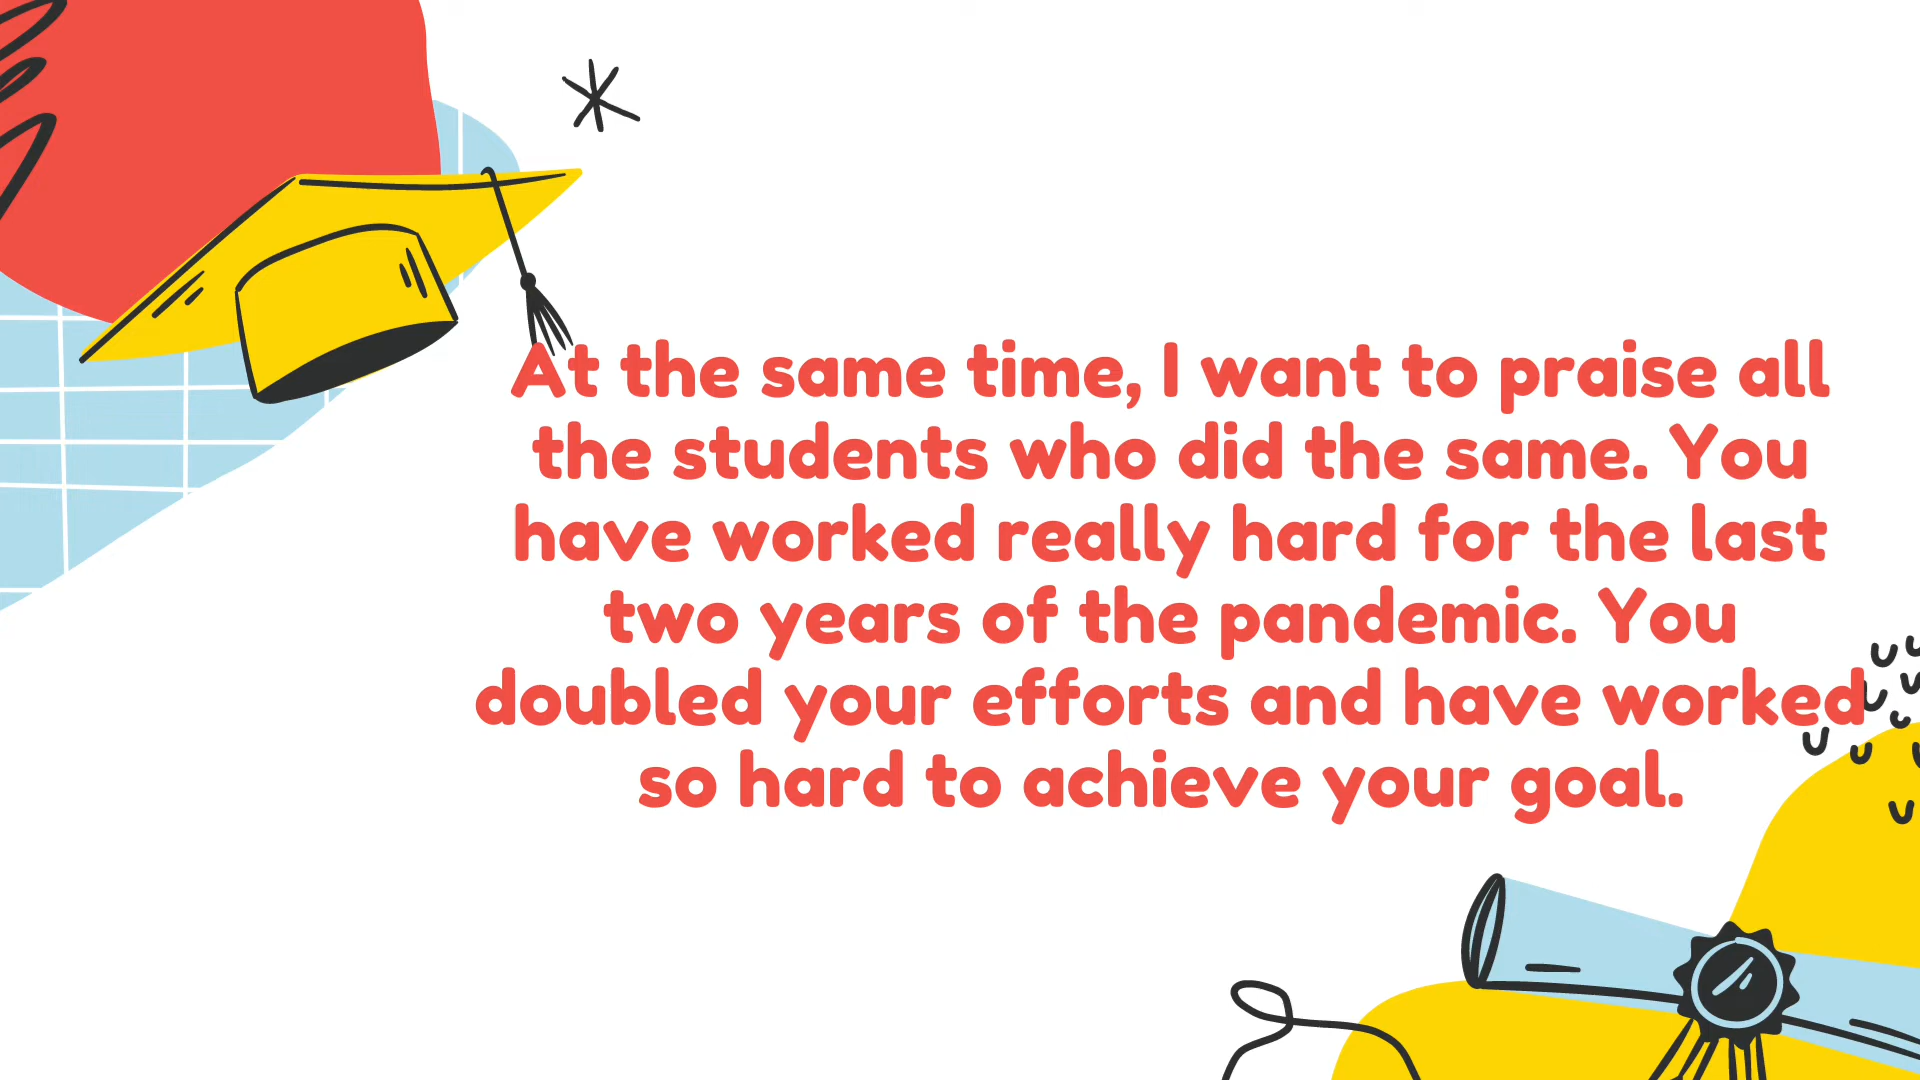 At the same time, I want to praise all
the students who did the same. You
have worked really hard for the last
two years of the pandemic. You
doubled your efforts and have worked
so hard to achieve your goal.